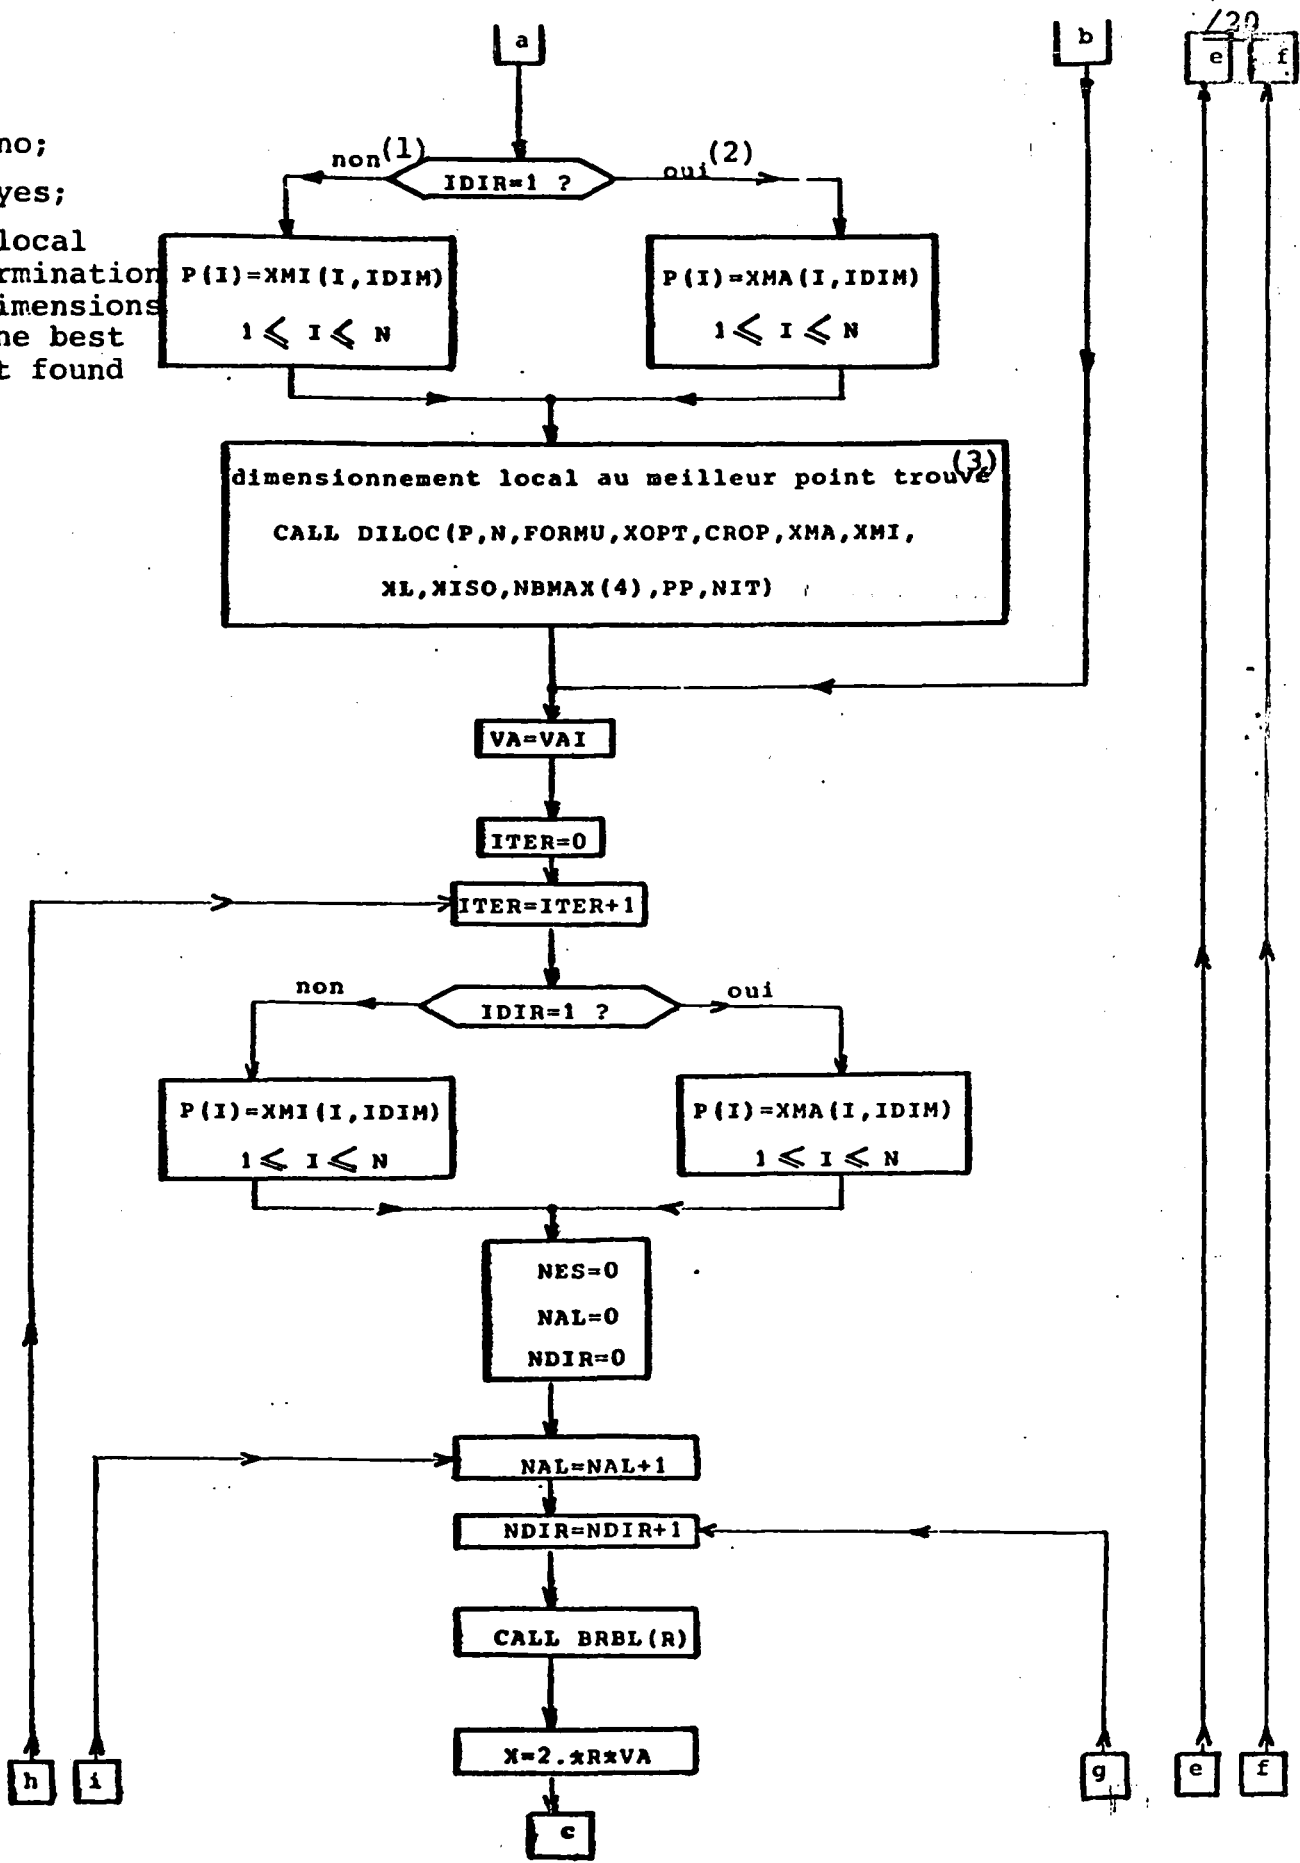 /20
a
b
e f
no;
yes;
local
rmination
imensions
ne best
t found
non(1)
IDIR=1 ?
oui(2)
P(I)=XMI(I,IDIM)
1 ⩽ I ⩽ N
P(I)=XMA(I,IDIM)
1 ⩽ I ⩽ N
(3)
dimensionnement local au meilleur point trouvé
CALL DILOC(P,N,FORMU,XOPT,CROP,XMA,XMI,
XL,XISO,NBMAX(4),PP,NIT)
VA=VAI
ITER=0
ITER=ITER+1
non
IDIR=1 ?
oui
P(I)=XMI(I,IDIM)
1 ⩽ I ⩽ N
P(I)=XMA(I,IDIM)
1 ⩽ I ⩽ N
NES=0
NAL=0
NDIR=0
NAL=NAL+1
NDIR=NDIR+1
CALL BRBL(R)
X=2.*R*VA
h i
g
e f
c